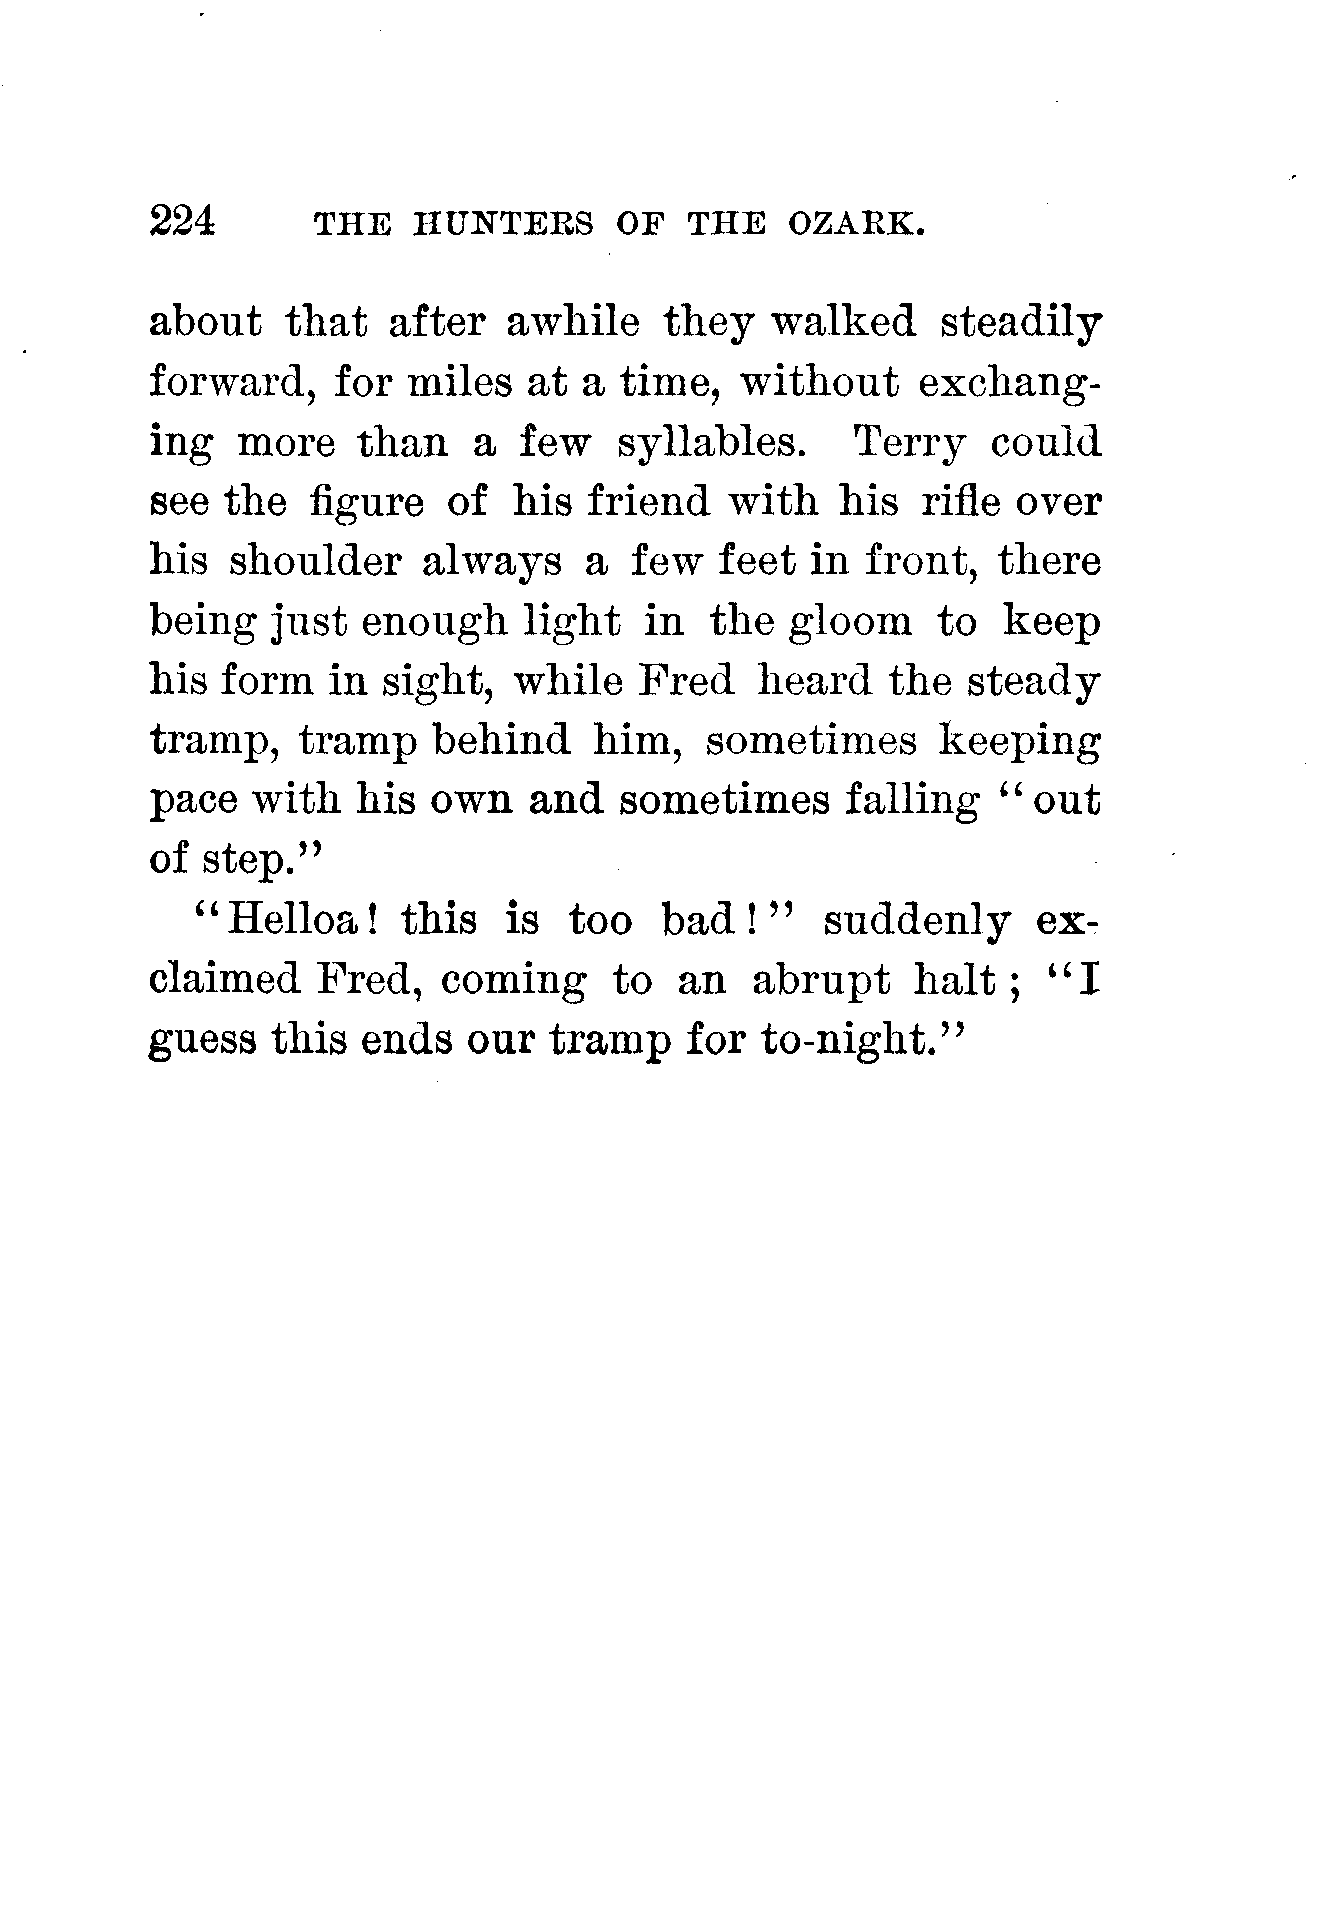 224 THE HUNTERS OF THE OZARK.
about that after awhile they walked steadily
forward, for miles at a time, without exchang-
ing more than a few syllables. Terry could
see the figure of his friend with his rifle over
his shoulder always a few feet in front, there
being just enough light in the gloom to keep
his form in sight, while Fred heard the steady
tramp, tramp behind him, sometimes keeping
pace with his own and sometimes falling “out
of step.”
“Helloa! this is too bad!” suddenly ex-
claimed Fred, coming to an abrupt halt; “I
guess this ends our tramp for to-night.”